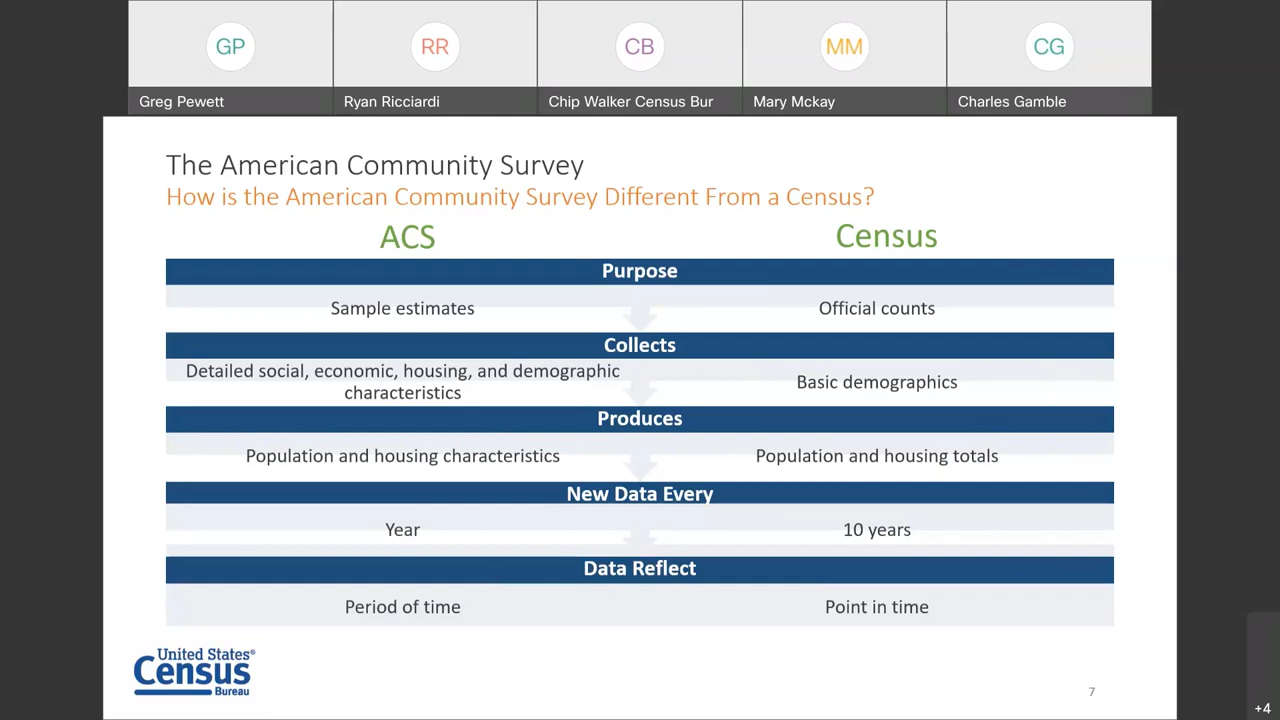 GP RR CB MM CG
Greg Pewett Ryan Ricciardi Chip Walker Census Bur Mary Mckay Charles Gamble
The American Community Survey
How is the American Community Survey Different From a Census?
ACS Census
Purpose
Sample estimates Official counts
Collects
Detailed social, economic, housing, and demographic
characteristics Basic demographics
Produces
Population and housing characteristics Population and housing totals
New Data Every
Year 10 years
Data Reflect
Period of time Point in time
United States®
Census
Bureau
7
+4